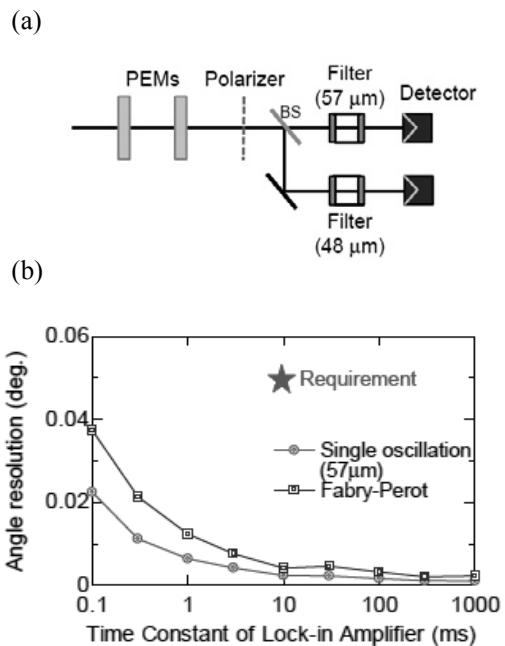 (a)
PEMs Polarizer Filter
(57 μm) Detector
BS
Filter
(48 μm)
(b)
0.06
0.04
0.02
0
Angle resolution (deg.)
Requirement
Single oscillation
(57μm)
Fabry-Perot
0.1 1 10 100 1000
Time Constant of Lock-in Amplifier (ms)